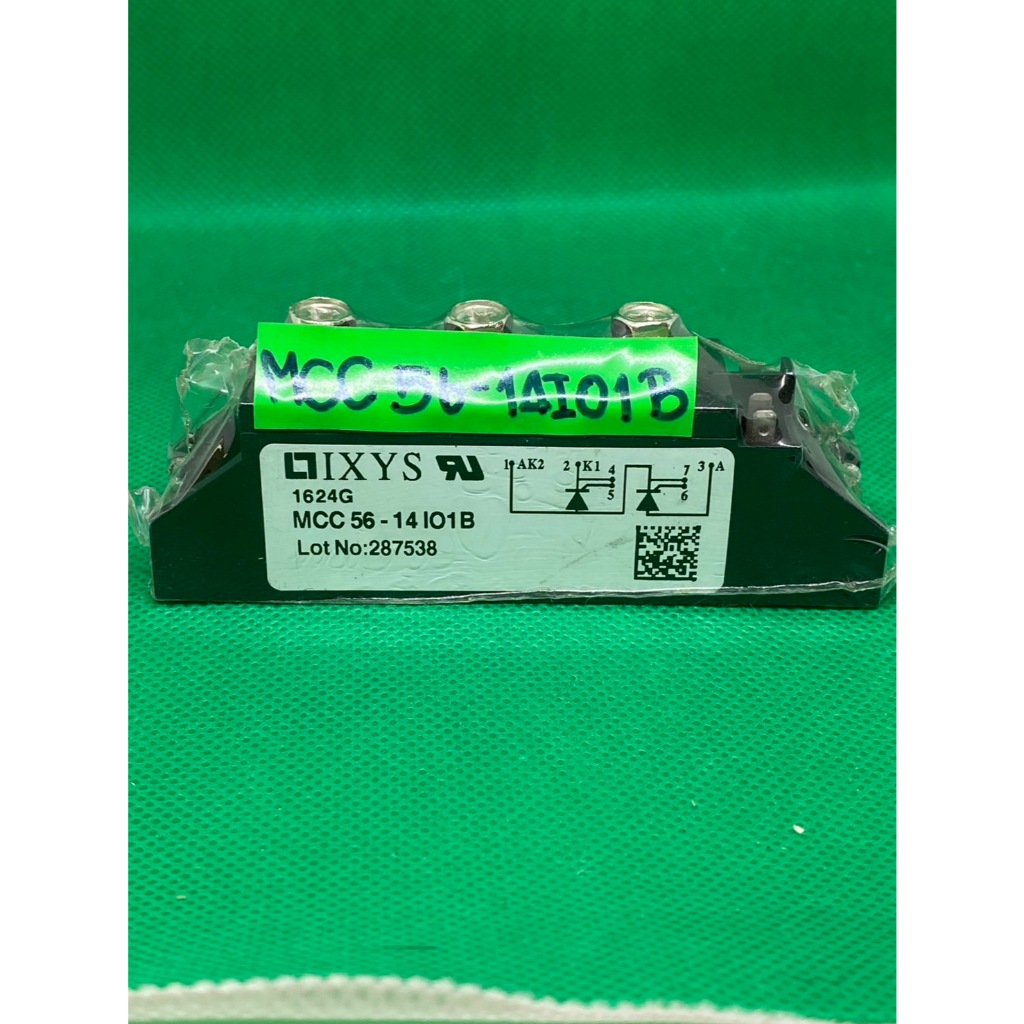 MCC 56-14I01B
IXYS
1624G
MCC 56 - 14 IO1B
Lot No:287538
1 AK2 2 K1 4 5 7 6 3 A